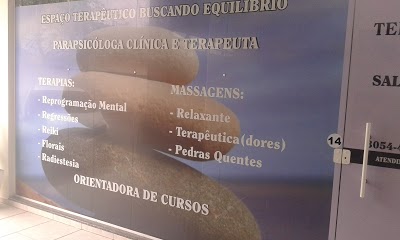 ESPAÇO TERAPÊUTICO BUSCANDO EQUILÍBRIO
PARAPSICÓLOGA CLÍNICA E TERAPEUTA
TERAPIAS:
- Reprogramação Mental
- Regressões
- Reiki
- Florais
- Radiestesia
MASSAGENS:
- Relaxante
- Terapêutica (dores)
- Pedras Quentes
ORIENTADORA DE CURSOS
14
TE
SAL
3054-
ATENDI